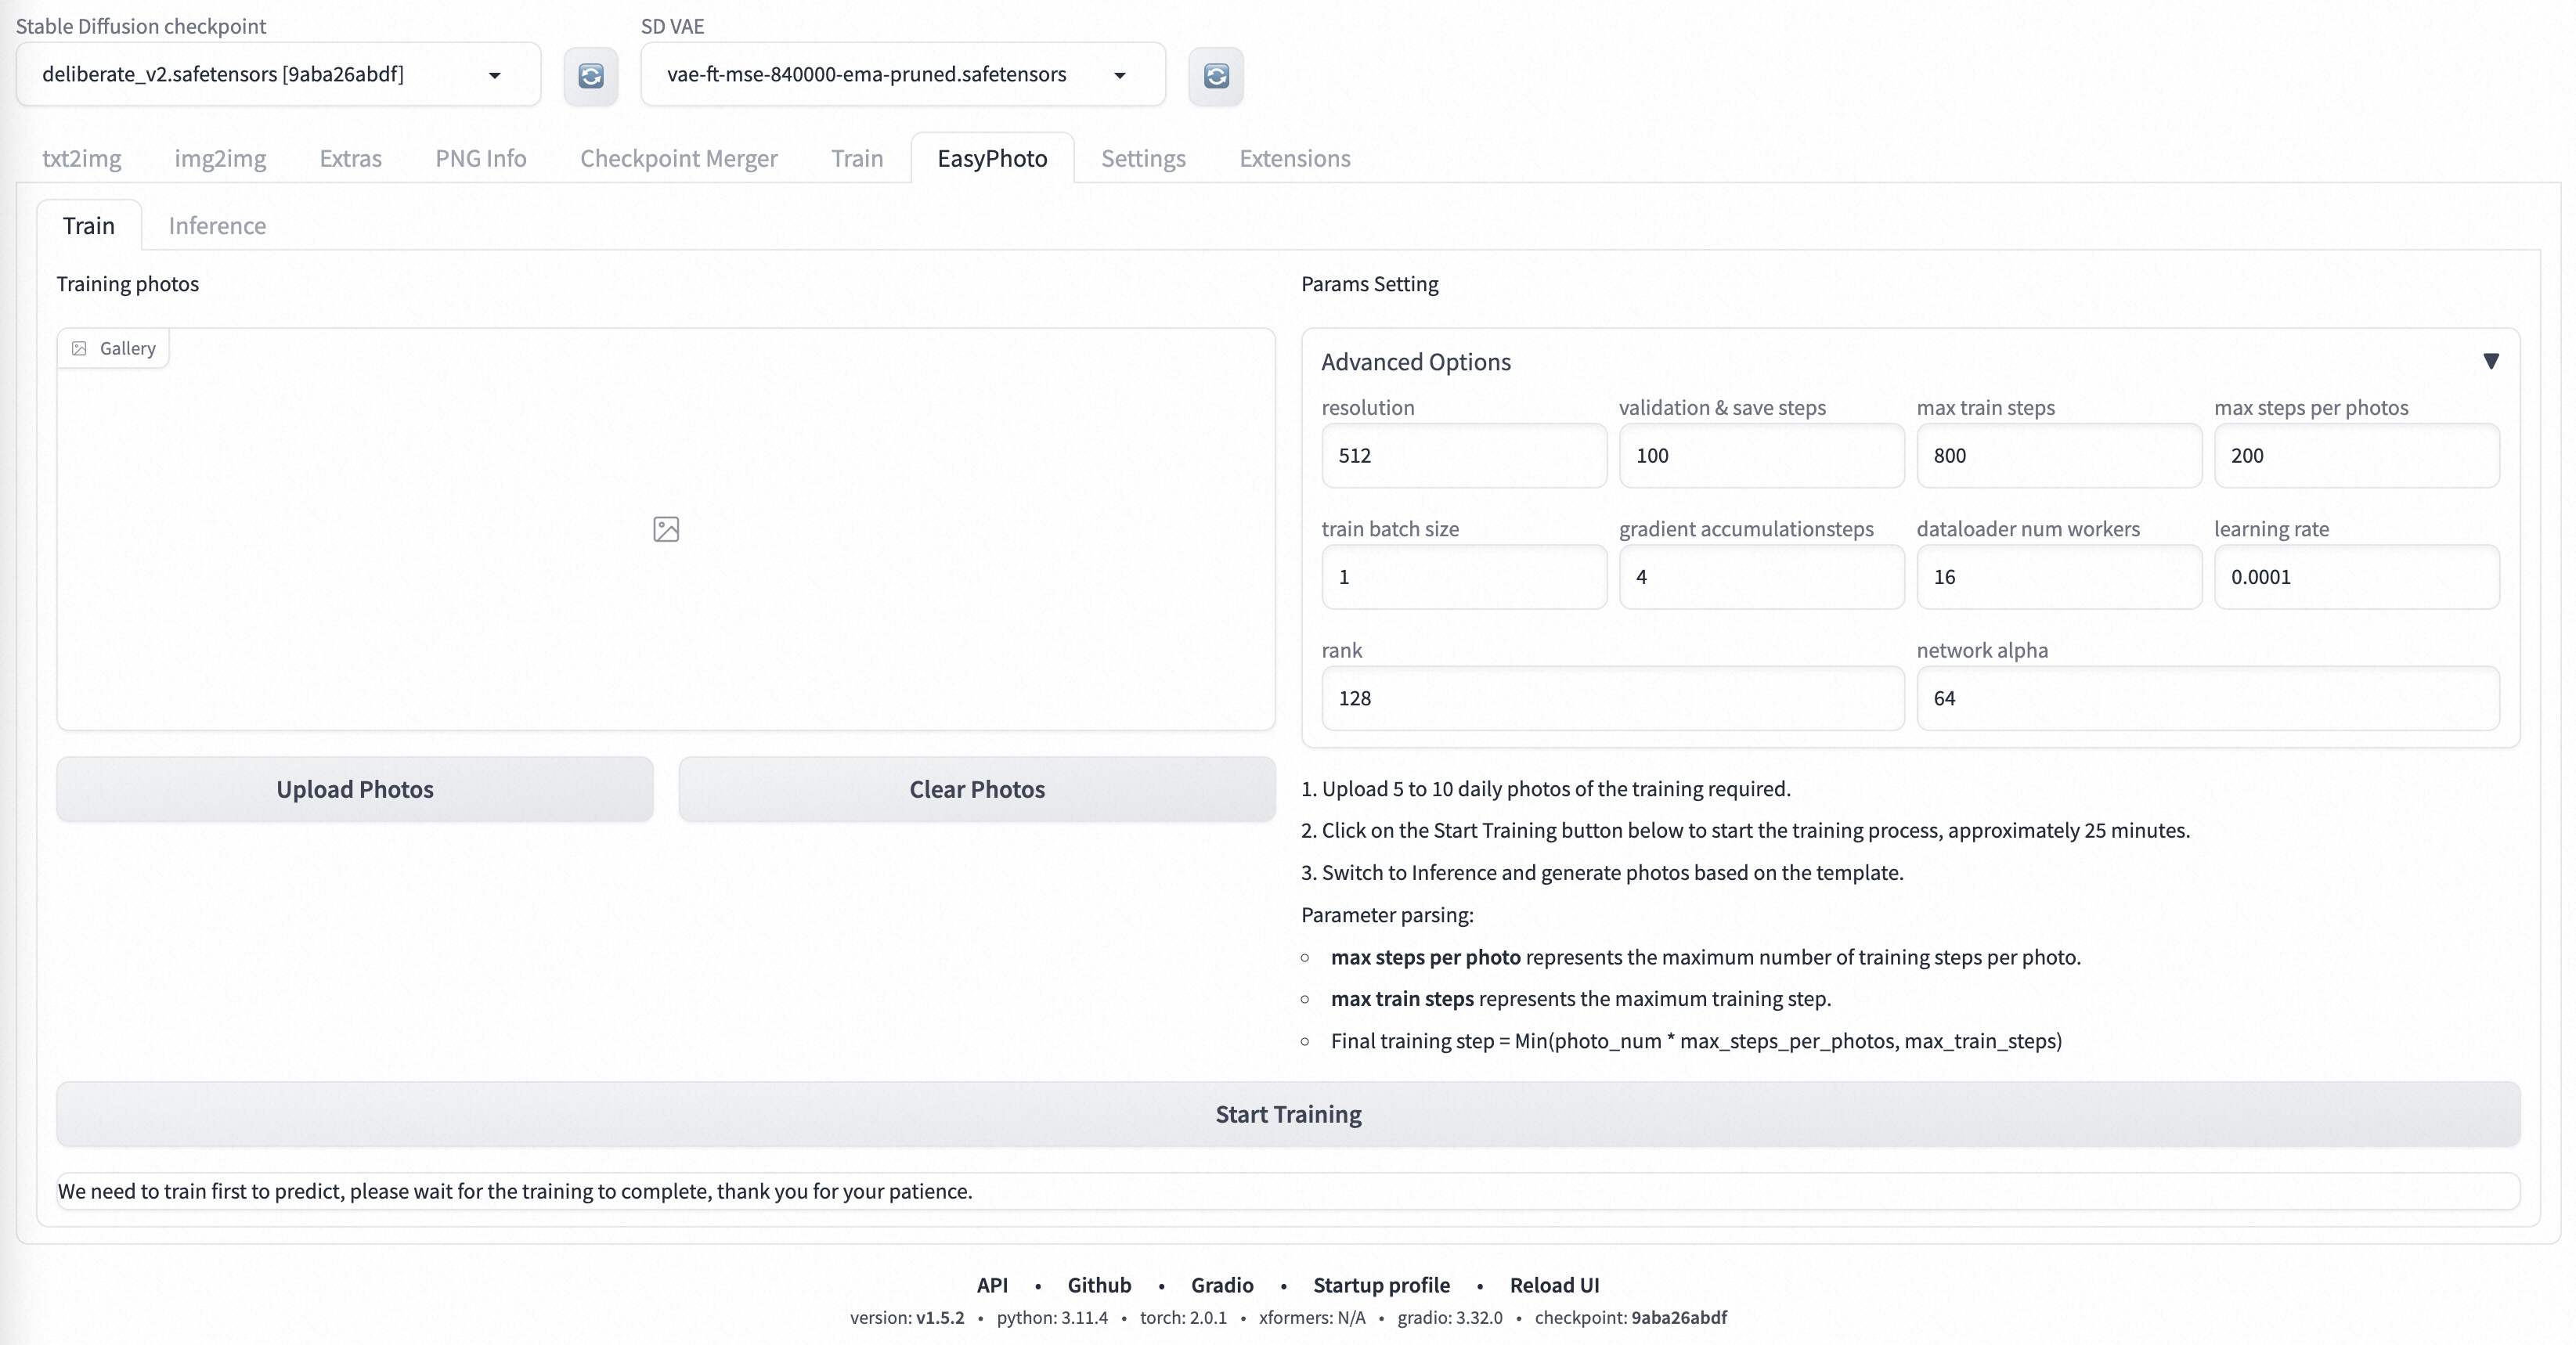 Stable Diffusion checkpoint
SD VAE
deliberate_v2.safetensors [9aba26abdf]
vae-ft-mse-840000-ema-pruned.safetensors
txt2img img2img Extras PNG Info Checkpoint Merger Train EasyPhoto Settings Extensions
Train Inference
Training photos
Gallery
Upload Photos Clear Photos
Params Setting
Advanced Options
resolution validation & save steps max train steps max steps per photos
512 100 800 200
train batch size gradient accumulationsteps dataloader num workers learning rate
1 4 16 0.0001
rank network alpha
128 64
1. Upload 5 to 10 daily photos of the training required.
2. Click on the Start Training button below to start the training process, approximately 25 minutes.
3. Switch to Inference and generate photos based on the template.
Parameter parsing:
◦ max steps per photo represents the maximum number of training steps per photo.
◦ max train steps represents the maximum training step.
◦ Final training step = Min(photo_num * max_steps_per_photos, max_train_steps)
Start Training
We need to train first to predict, please wait for the training to complete, thank you for your patience.
API • Github • Gradio • Startup profile • Reload UI
version: v1.5.2 • python: 3.11.4 • torch: 2.0.1 • xformers: N/A • gradio: 3.32.0 • checkpoint: 9aba26abdf